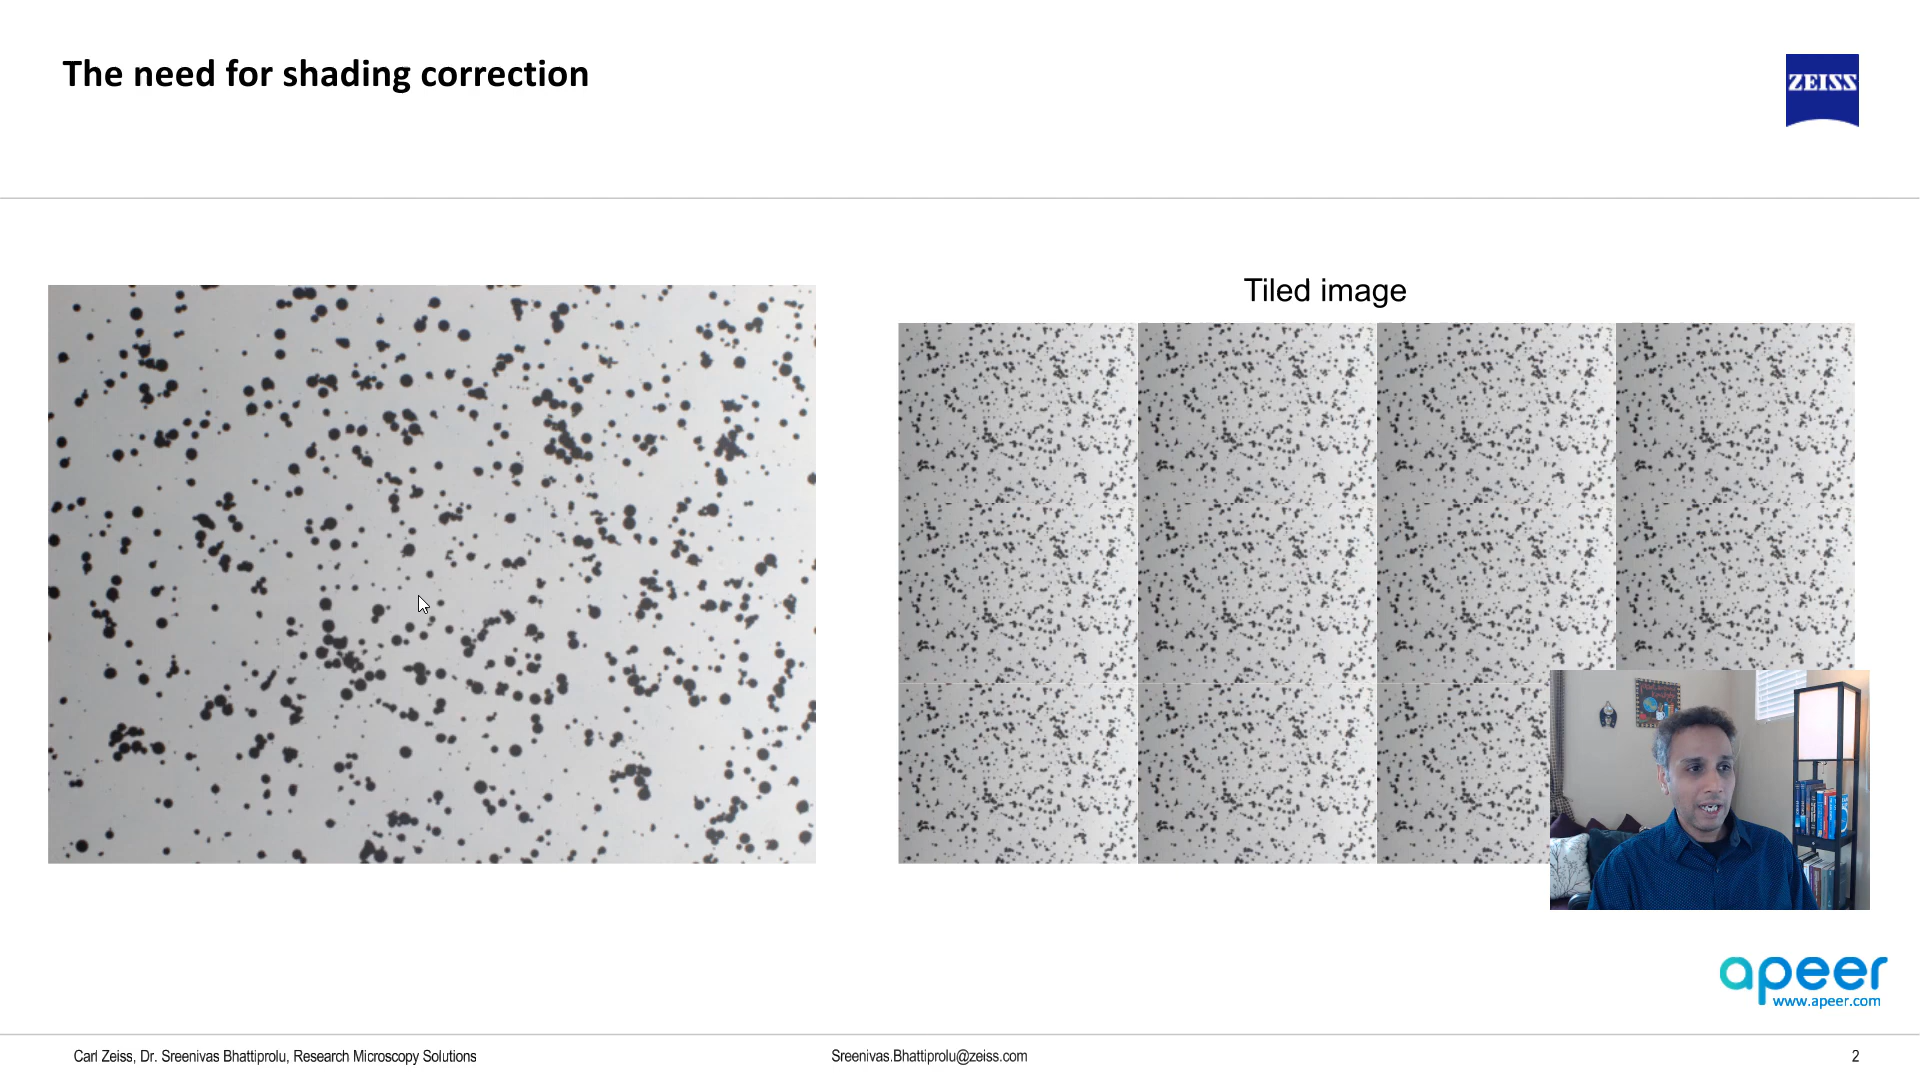 The need for shading correction
ZEISS
Tiled image
apeer
www.apeer.com
Carl Zeiss, Dr. Sreenivas Bhattiprolu, Research Microscopy Solutions
Sreenivas.Bhattiprolu@zeiss.com
2